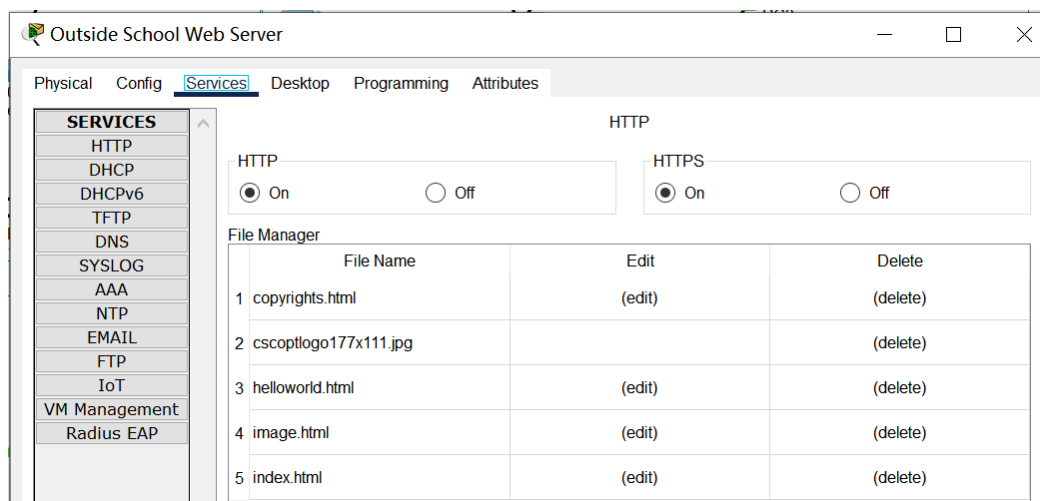 Outside School Web Server
Physical Config Services Desktop Programming Attributes
SERVICES
HTTP
DHCP
DHCPv6
TFTP
DNS
SYSLOG
AAA
NTP
EMAIL
FTP
IoT
VM Management
Radius EAP
HTTP
HTTP
On Off
HTTPS
On Off
File Manager
File Name Edit Delete
1 copyrights.html (edit) (delete)
2 cscoptlogo177x111.jpg (delete)
3 helloworld.html (edit) (delete)
4 image.html (edit) (delete)
5 index.html (edit) (delete)